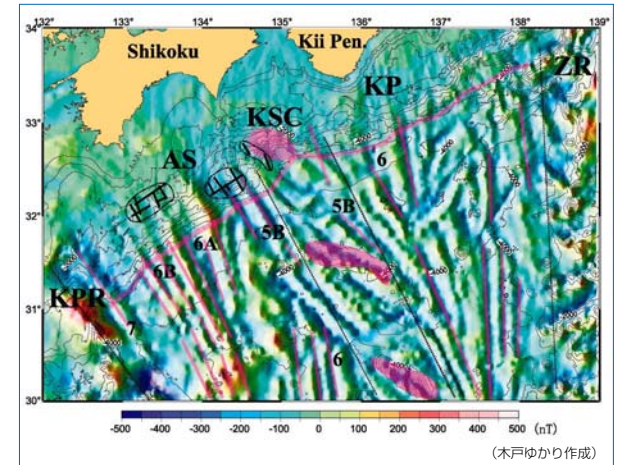 132° 133° 134° 135° 136° 137° 138° 139°
34°
Shikoku
Kii Pen.
ZR
KP
KSC
33°
6
AS
32°
5B
5B
6A
6B
31°
KPR
7
6
30°
-500 -400 -300 -200 -100 0 100 200 300 400 500 (nT)
(木戸ゆかり作成)